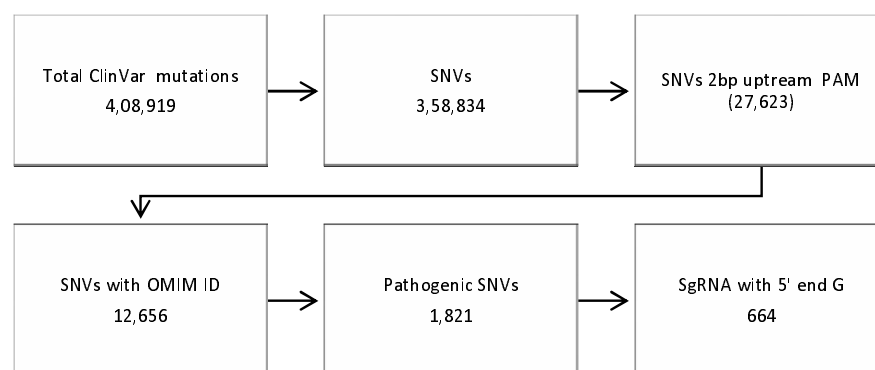 Total ClinVar mutations
4,08,919
SNVs
3,58,834
SNVs 2bp uptream PAM
(27,623)
SNVs with OMIM ID
12,656
Pathogenic SNVs
1,821
SgRNA with 5' end G
664